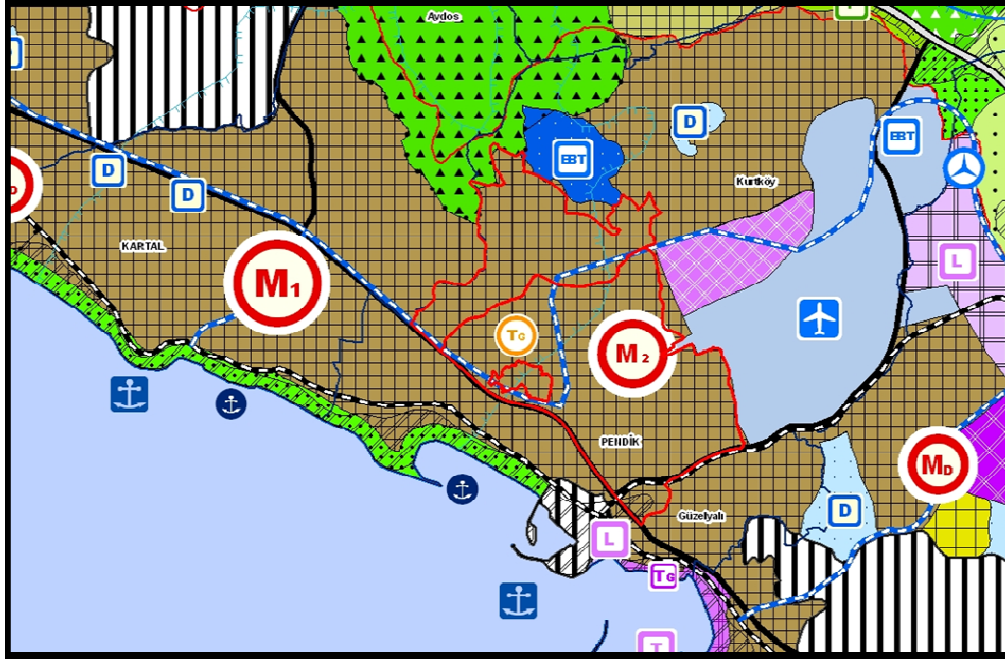 Aydos
D
EBT
EBT
D
Kurtköy
D
KARTAL
L
M1
TG
M2
PENDİK
MD
D
Güzelyalı
L
TG
T